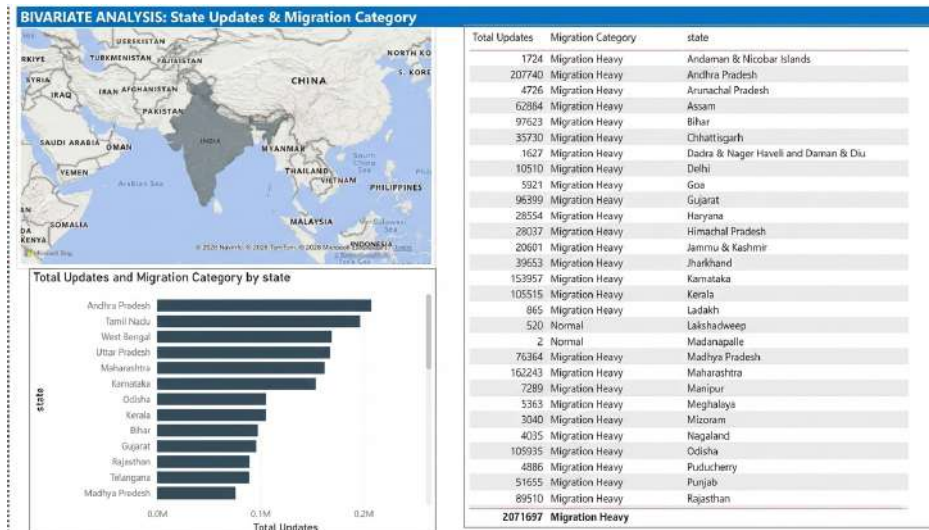 BIVARIATE ANALYSIS: State Updates & Migration Category
UZBEKISTAN
NORTH KO
RKIYE
TURKMENISTAN
TAJIKISTAN
S. KORE
SYRIA
CHINA
IRAQ
IRAN
AFGHANISTAN
PAKISTAN
SAUDI ARABIA
OMAN
INDIA
MYANMAR
YEMEN
THAILAND
South
China
Sea
Arabian Sea
VIETNAM
PHILIPPINES
SOMALIA
MALAYSIA
KENYA
INDONESIA
© 2026 TomTom, © 2026 Microsoft
Total Updates and Migration Category by state
Andhra Pradesh
Tamil Nadu
West Bengal
Uttar Pradesh
Maharashtra
Karnataka
Odisha
Kerala
Bihar
Gujarat
Rajasthan
Telangana
Madhya Pradesh
state
0.0M 0.1M 0.2M
Total Updates
Total Updates Migration Category state
1724 Migration Heavy Andaman & Nicobar Islands
207740 Migration Heavy Andhra Pradesh
4726 Migration Heavy Arunachal Pradesh
62884 Migration Heavy Assam
97623 Migration Heavy Bihar
35730 Migration Heavy Chhattisgarh
1627 Migration Heavy Dadra & Nager Haveli and Daman & Diu
10510 Migration Heavy Delhi
5921 Migration Heavy Goa
96399 Migration Heavy Gujarat
28554 Migration Heavy Haryana
28037 Migration Heavy Himachal Pradesh
20601 Migration Heavy Jammu & Kashmir
39653 Migration Heavy Jharkhand
153957 Migration Heavy Karnataka
105515 Migration Heavy Kerala
865 Migration Heavy Ladakh
520 Normal Lakshadweep
2 Normal Madanapalle
76364 Migration Heavy Madhya Pradesh
162243 Migration Heavy Maharashtra
7289 Migration Heavy Manipur
5363 Migration Heavy Meghalaya
3040 Migration Heavy Mizoram
4035 Migration Heavy Nagaland
105935 Migration Heavy Odisha
4886 Migration Heavy Puducherry
51655 Migration Heavy Punjab
89510 Migration Heavy Rajasthan
2071697 Migration Heavy